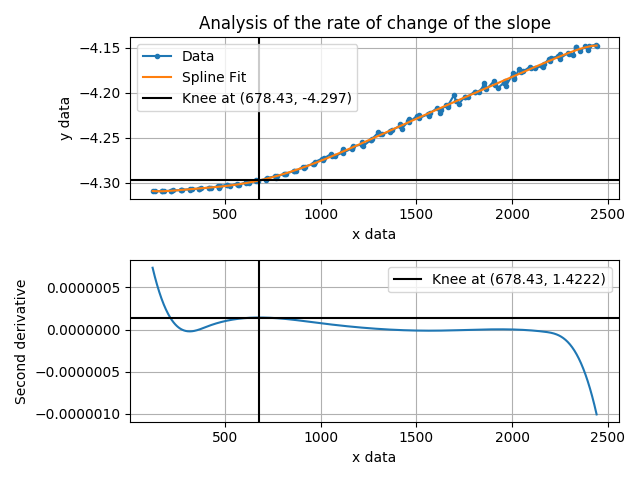 Analysis of the rate of change of the slope
y data
−4.15
−4.20
−4.25
−4.30
Data
Spline Fit
Knee at (678.43, -4.297)
500
1000
1500
2000
2500
x data
Second derivative
0.0000005
0.0000000
−0.0000005
−0.0000010
Knee at (678.43, 1.4222)
500
1000
1500
2000
2500
x data